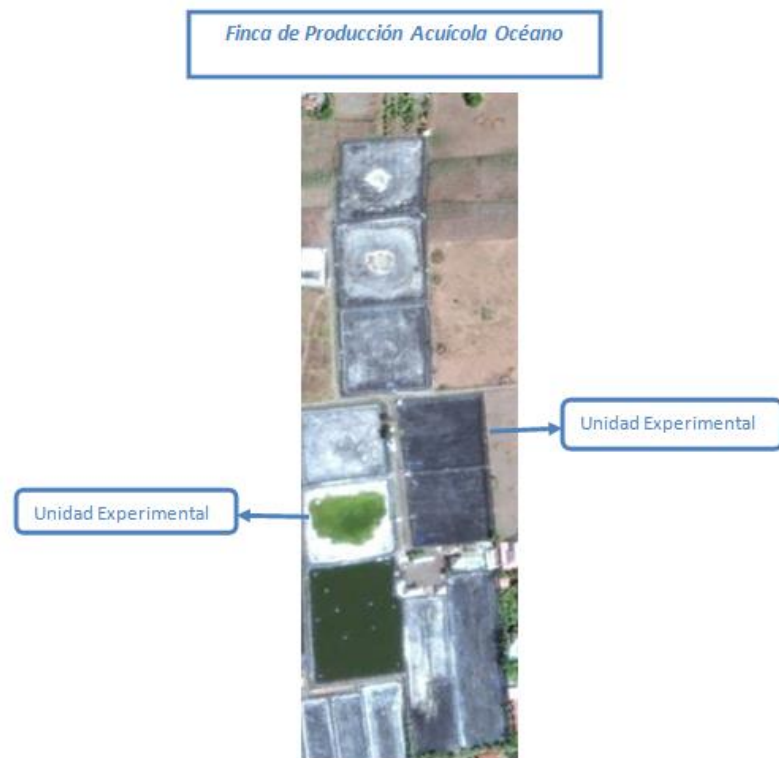 Finca de Producción Acuícola Océano
Unidad Experimental
Unidad Experimental